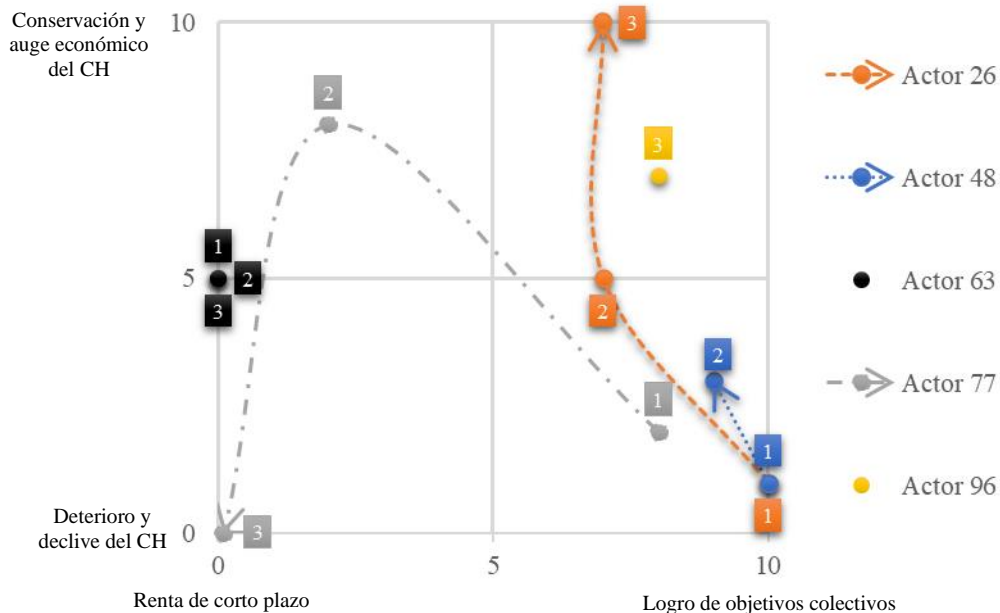 Conservación y
auge económico
del CH
10
3
Actor 26
2
3
Actor 48
1
2
3
5
2
Actor 63
2
1
Actor 77
1
1
Actor 96
Deterioro y
declive del CH
0
3
0
5
10
Renta de corto plazo
Logro de objetivos colectivos